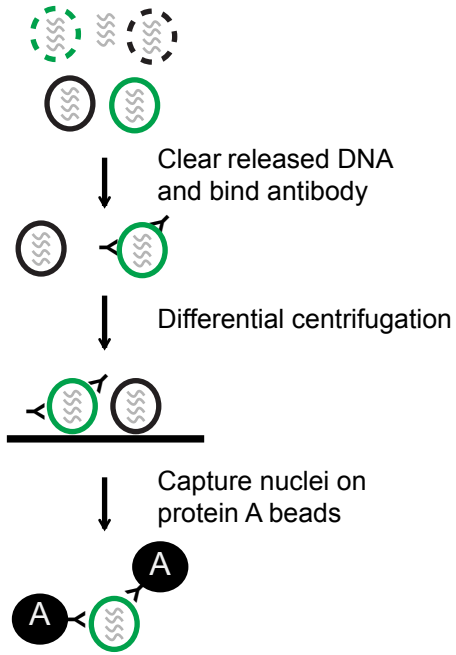 Clear released DNA
and bind antibody
Differential centrifugation
Capture nuclei on
protein A beads
A
A